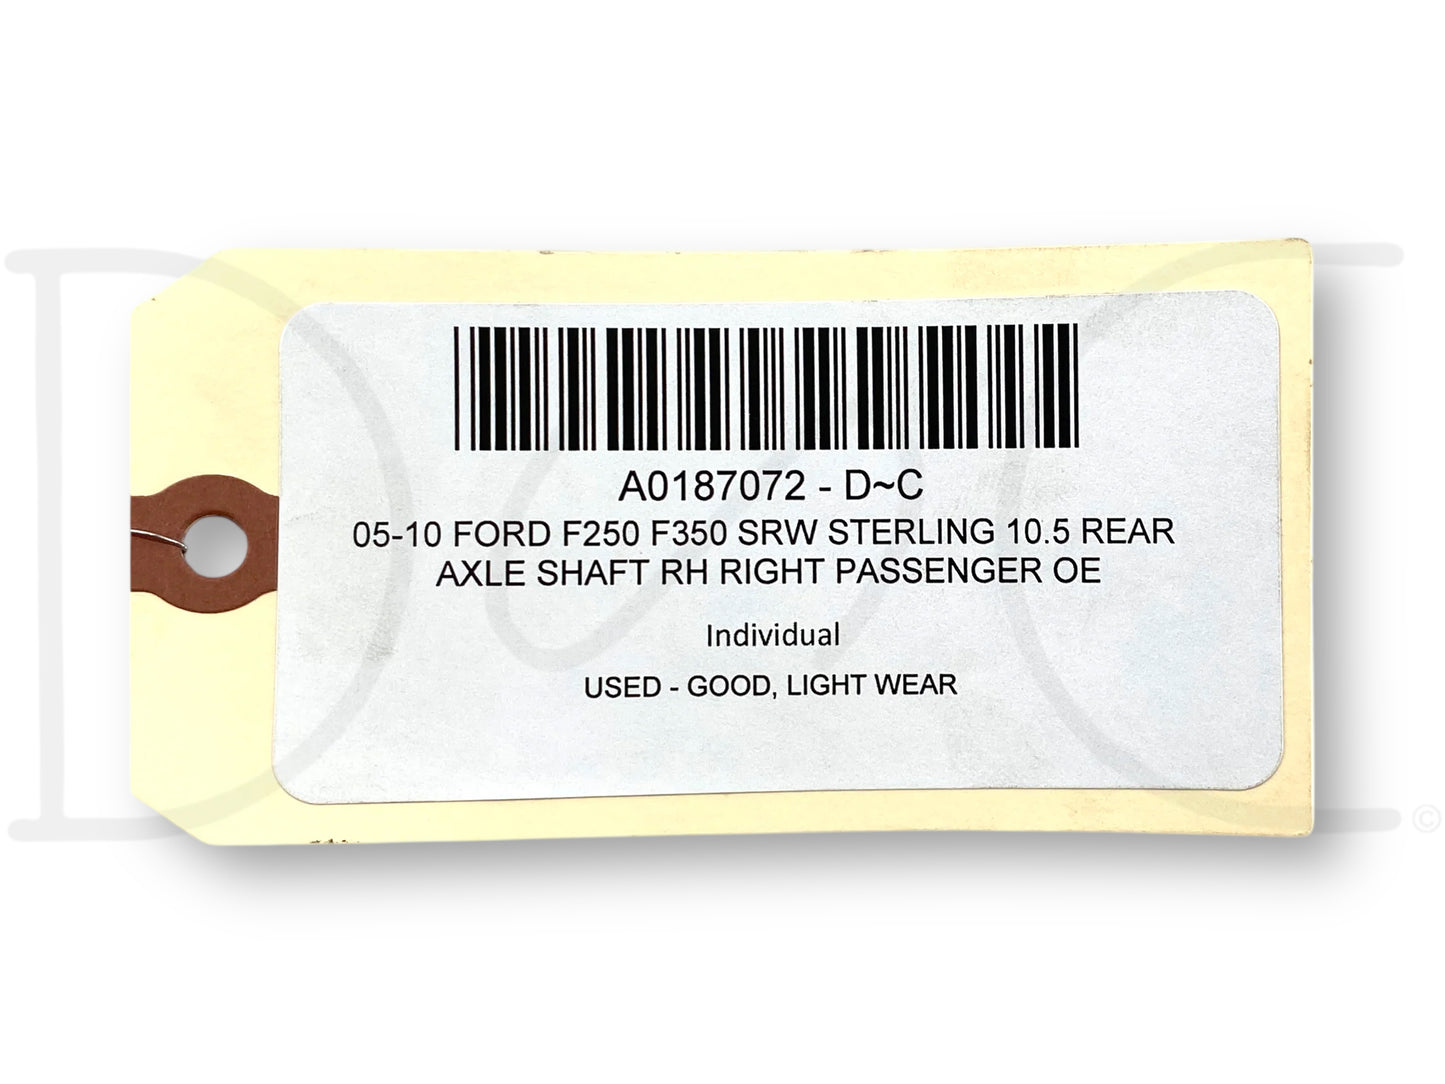 A0187072 - D~C
05-10 FORD F250 F350 SRW STERLING 10.5 REAR
AXLE SHAFT RH RIGHT PASSENGER OE
Individual
USED - GOOD, LIGHT WEAR
©